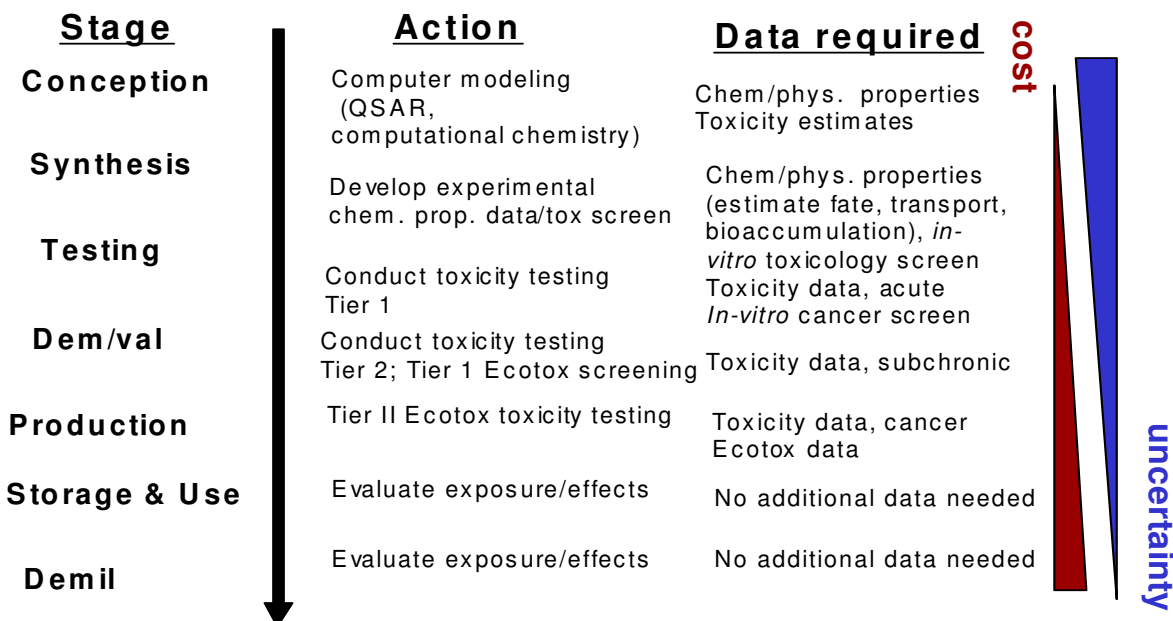 Stage
Action
Data required
cost
Conception
Computer modeling
(QSAR,
computational chemistry)
Chem/phys. properties
Toxicity estimates
Synthesis
Develop experimental
chem. prop. data/tox screen
Chem/phys. properties
(estimate fate, transport,
bioaccumulation), in-
vitro toxicology screen
Testing
Conduct toxicity testing
Tier 1
Toxicity data, acute
In-vitro cancer screen
Dem/val
Conduct toxicity testing
Tier 2; Tier 1 Ecotox screening
Toxicity data, subchronic
Production
Tier II Ecotox toxicity testing
Toxicity data, cancer
Ecotox data
Storage & Use
Evaluate exposure/effects
No additional data needed
Demil
Evaluate exposure/effects
No additional data needed
uncertainty